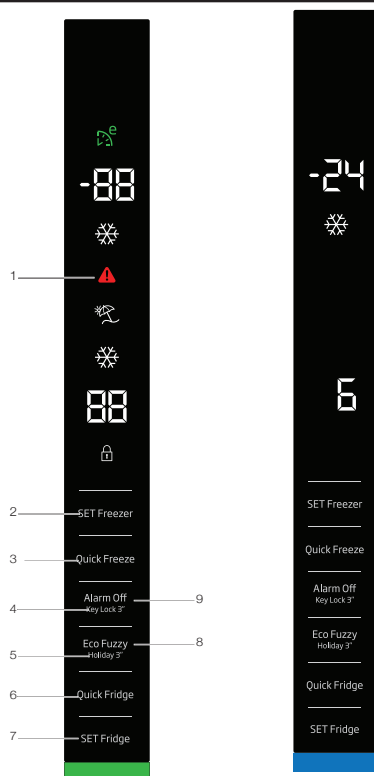 e
-88
1
88
2
SET Freezer
3
Quick Freeze
Alarm Off
9
4
Key Lock 3"
Eco Fuzzy
8
5
Holiday 3"
6
Quick Fridge
7
SET Fridge
-24
6
SET Freezer
Quick Freeze
Alarm Off
Key Lock 3"
Eco Fuzzy
Holiday 3"
Quick Fridge
SET Fridge